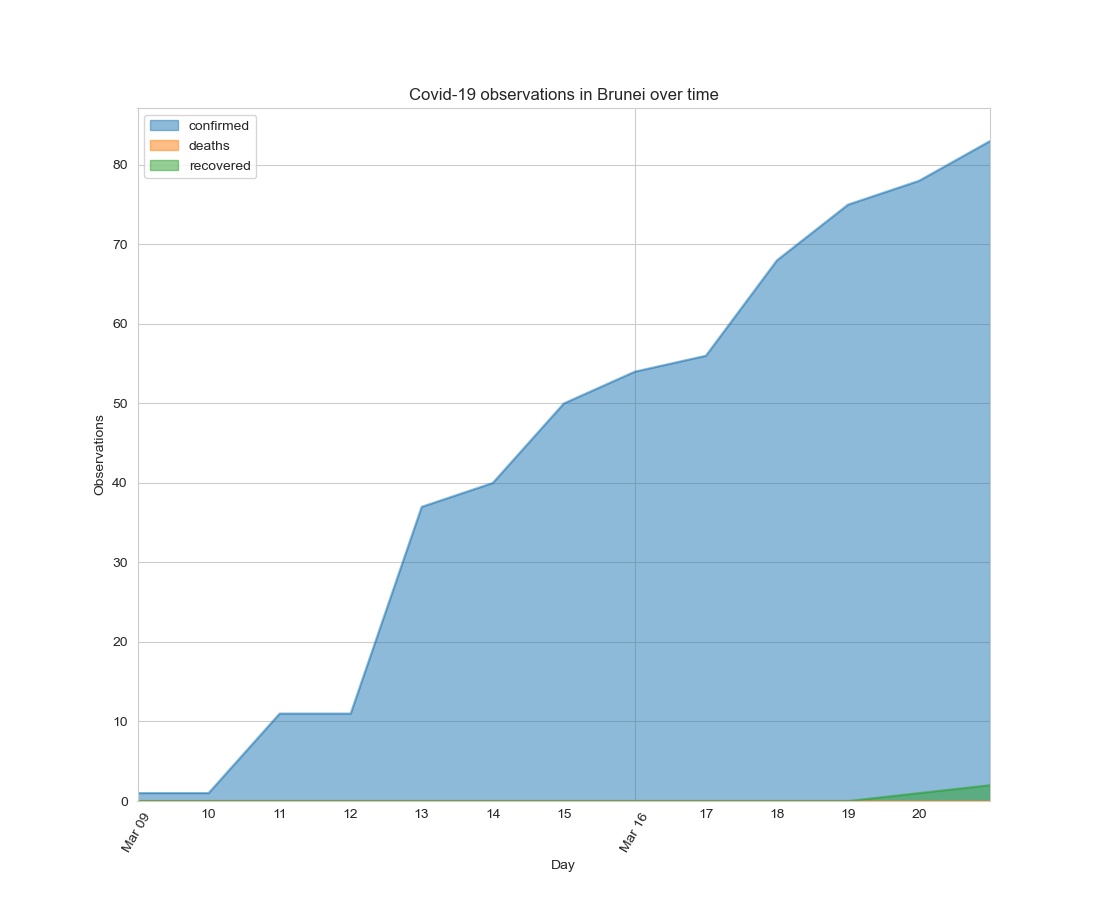 Covid-19 observations in Brunei over time
confirmed
deaths
recovered
80
70
60
50
40
30
20
10
0
Observations
Mar 09
10
11
12
13
14
15
Mar 16
17
18
19
20
Day